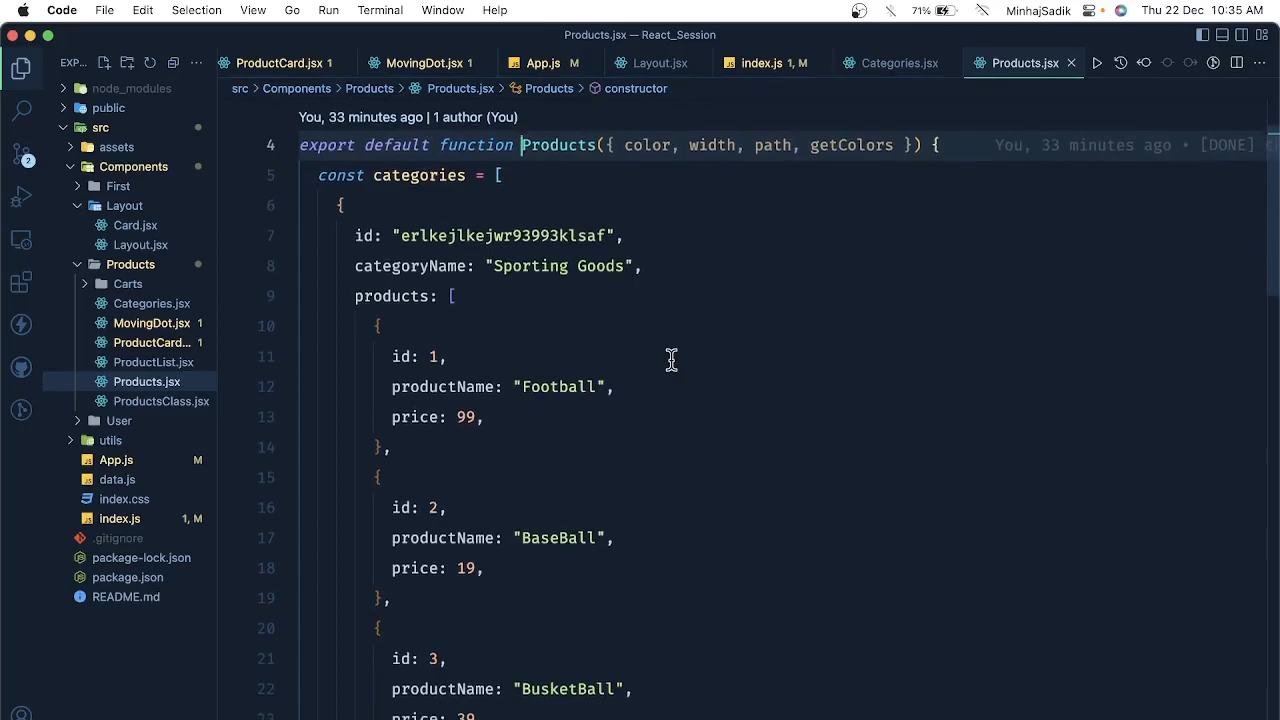 Code File Edit Selection View Go Run Terminal Window Help 71% MinhajSadik Thu 22 Dec 10:35 AM
Products.jsx — React_Session
EXP... ...
ProductCard.jsx 1 MovingDot.jsx 1 App.js M Layout.jsx index.js 1, M Categories.jsx Products.jsx
src > Components > Products > Products.jsx > Products > constructor
node_modules
public
src
assets
Components
First
Layout
Card.jsx
Layout.jsx
Products
Carts
Categories.jsx
MovingDot.jsx 1
ProductCard... 1
ProductList.jsx
Products.jsx
ProductsClass.jsx
User
utils
App.js M
data.js
index.css
index.js 1, M
.gitignore
package-lock.json
package.json
README.md
2
You, 33 minutes ago | 1 author (You)
4 export default function Products({ color, width, path, getColors }) { You, 33 minutes ago • [DONE]
5 const categories = [
6 {
7 id: "erlkejlkejwr93993klsaf",
8 categoryName: "Sporting Goods",
9 products: [
10 {
11 id: 1,
12 productName: "Football",
13 price: 99,
14 },
15 {
16 id: 2,
17 productName: "BaseBall",
18 price: 19,
19 },
20 {
21 id: 3,
22 productName: "BusketBall",
23 price: 39